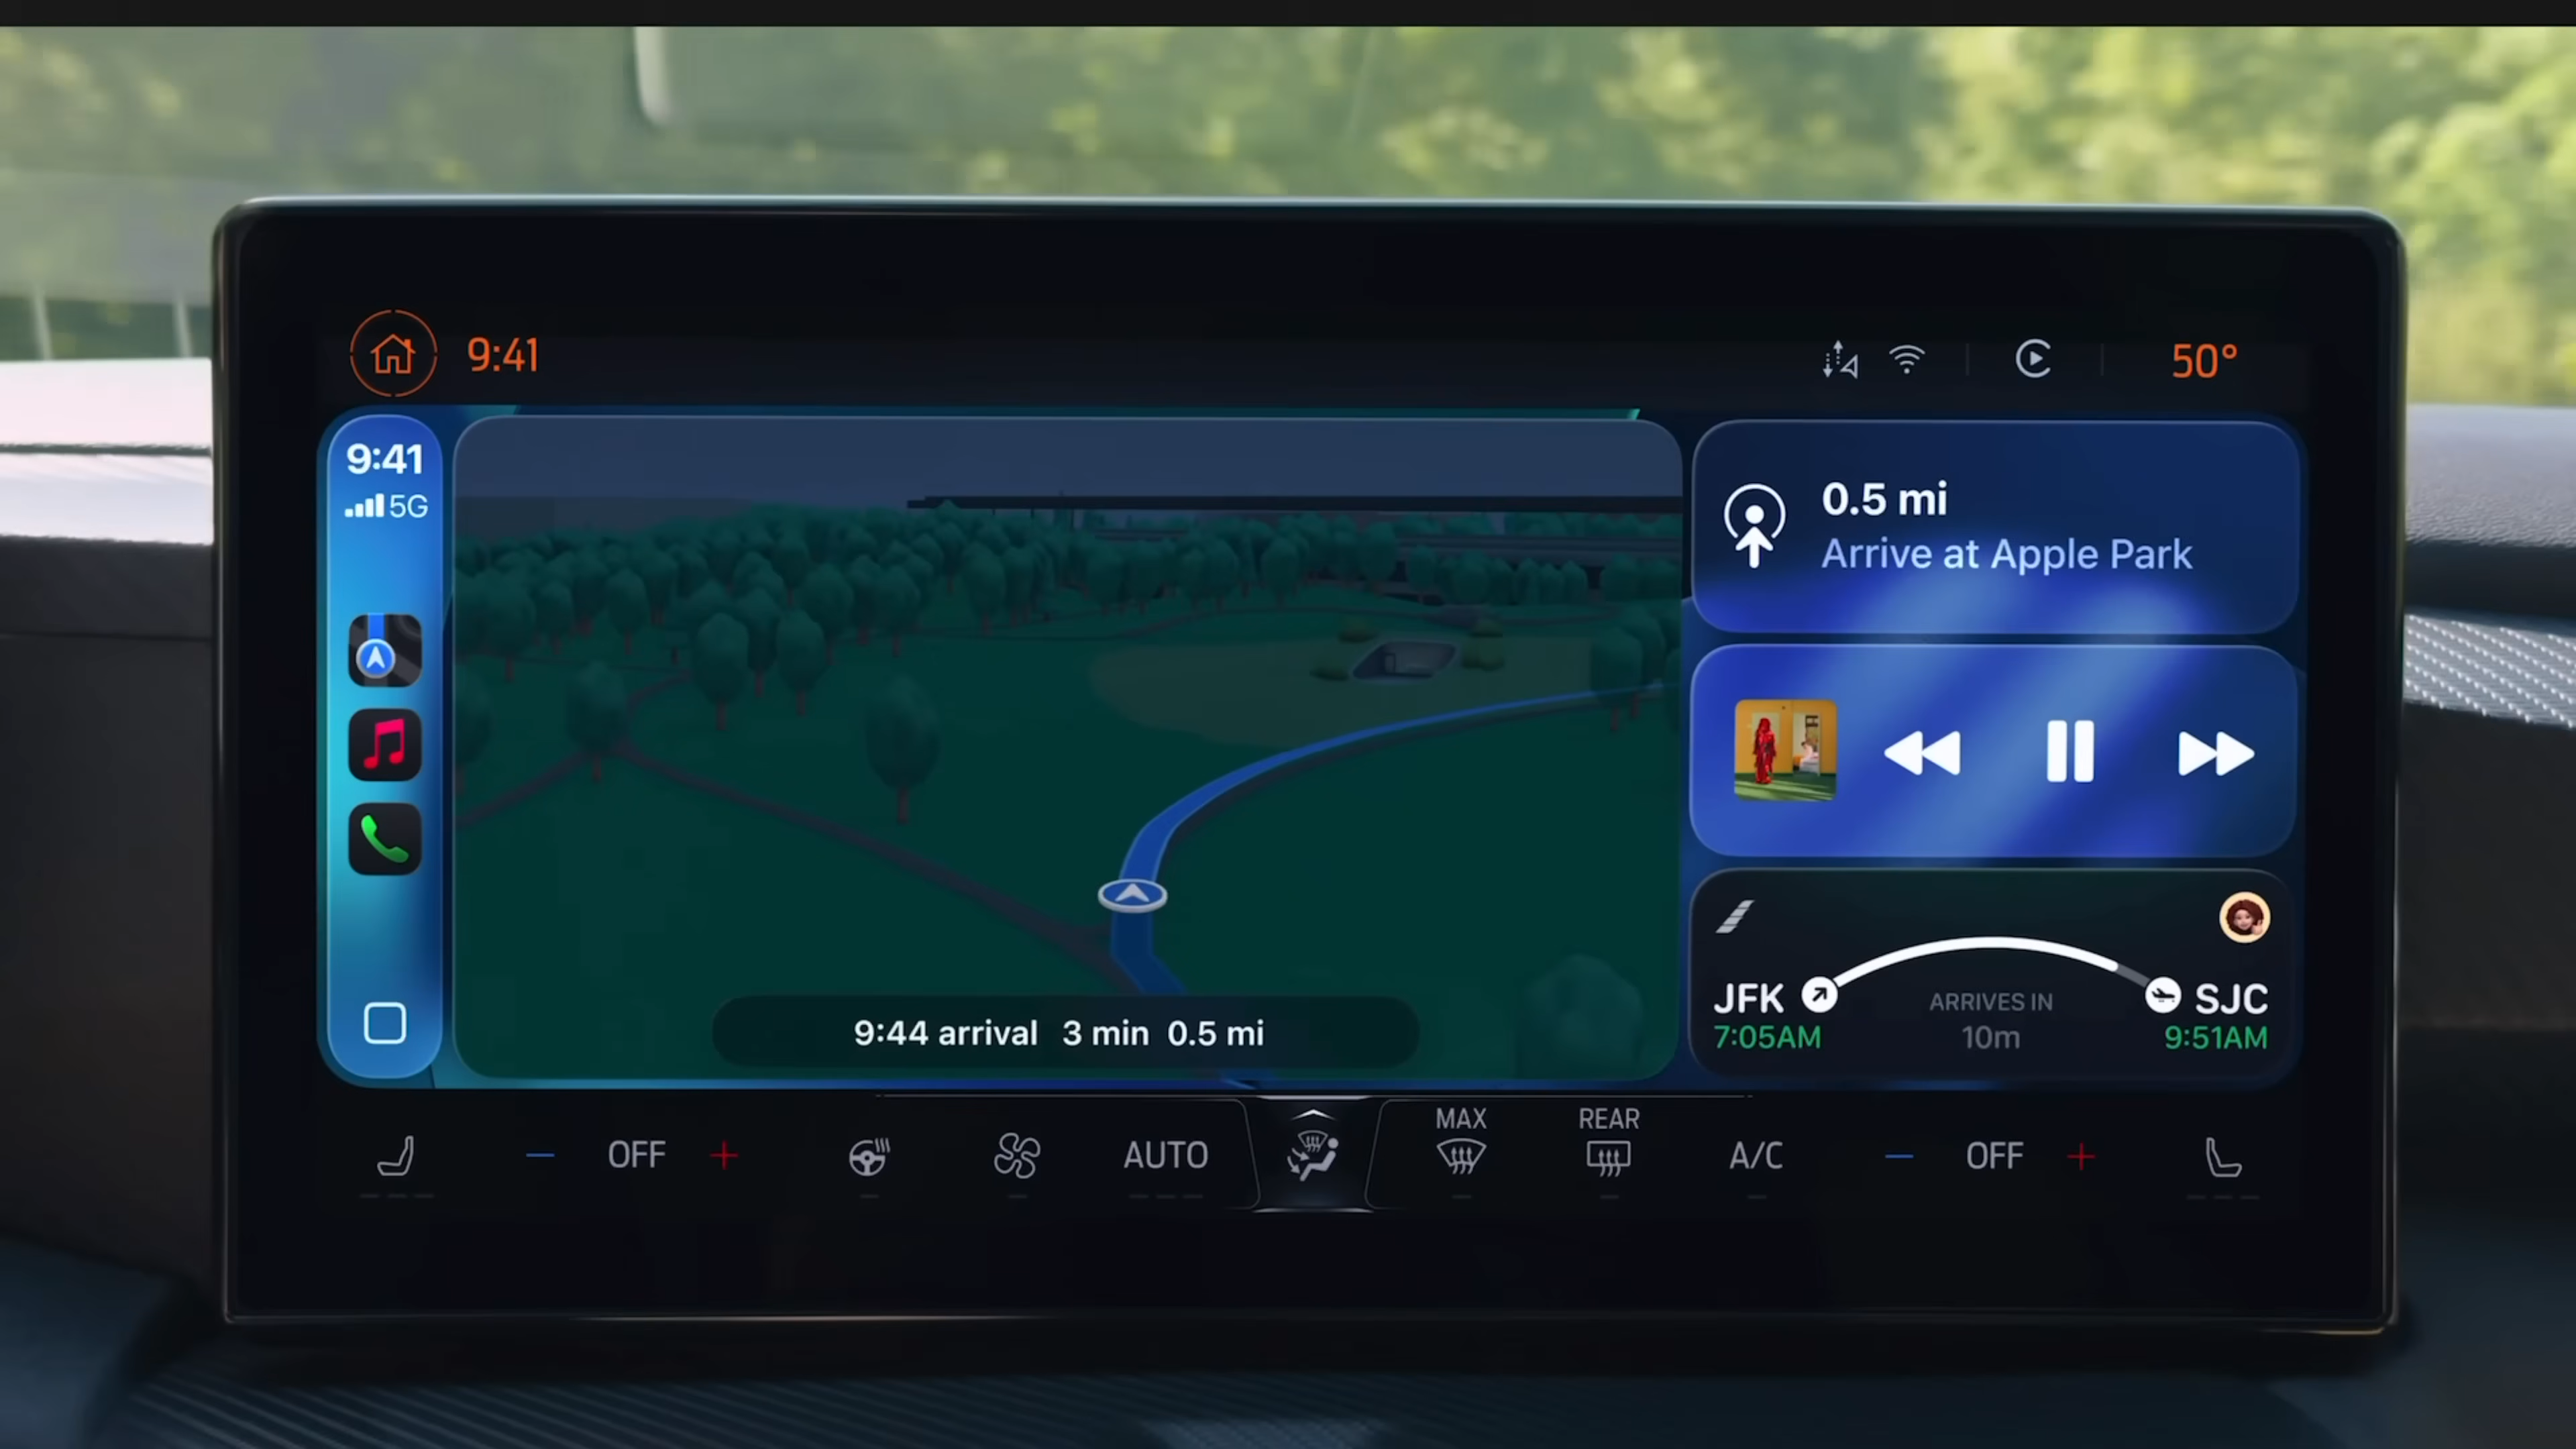 9:41
50°
9:41
5G
0.5 mi
Arrive at Apple Park
JFK
7:05AM
ARRIVES IN
10m
SJC
9:51AM
9:44 arrival 3 min 0.5 mi
OFF
AUTO
MAX
REAR
A/C
OFF